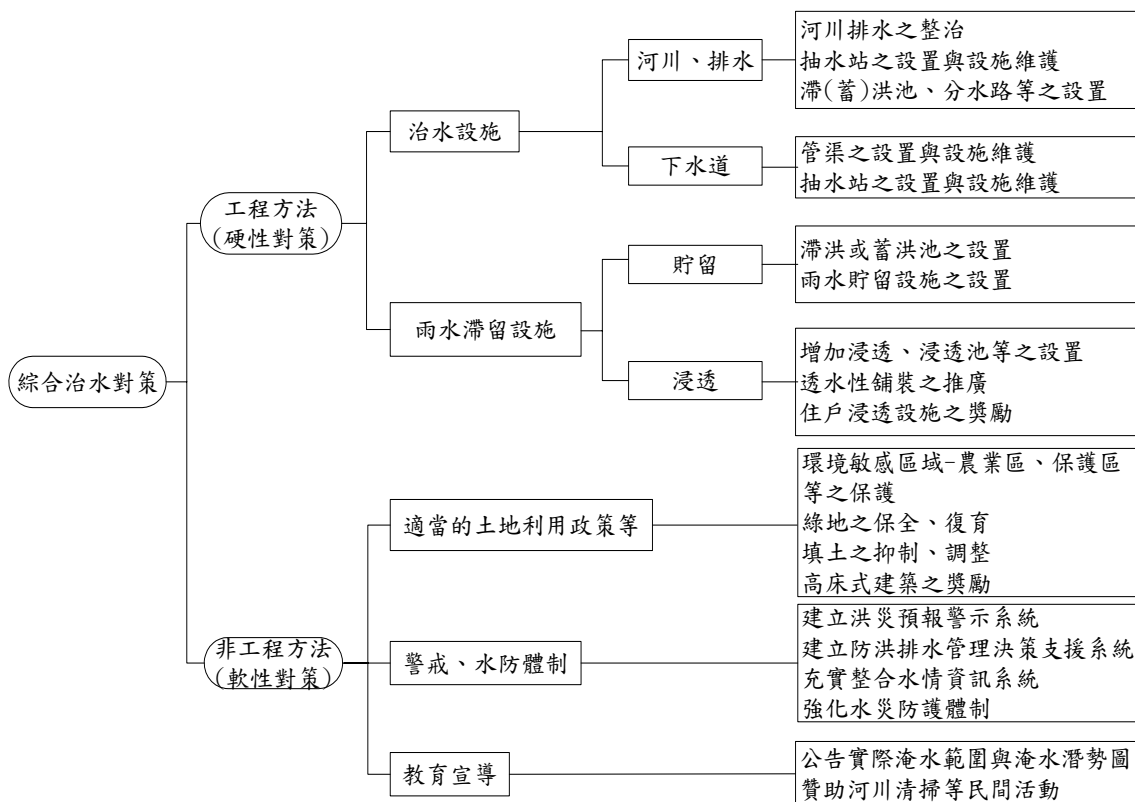 綜合治水對策
工程方法
(硬性對策)
治水設施
河川、排水
河川排水之整治
抽水站之設置與設施維護
滯(蓄)洪池、分水路等之設置
下水道
管渠之設置與設施維護
抽水站之設置與設施維護
雨水滯留設施
貯留
滯洪或蓄洪池之設置
雨水貯留設施之設置
浸透
增加浸透、浸透池等之設置
透水性舖裝之推廣
住戶浸透設施之獎勵
非工程方法
(軟性對策)
適當的土地利用政策等
環境敏感區域-農業區、保護區
等之保護
綠地之保全、復育
填土之抑制、調整
高床式建築之獎勵
警戒、水防體制
建立洪災預報警示系統
建立防洪排水管理決策支援系統
充實整合水情資訊系統
強化水災防護體制
教育宣導
公告實際淹水範圍與淹水潛勢圖
贊助河川清掃等民間活動